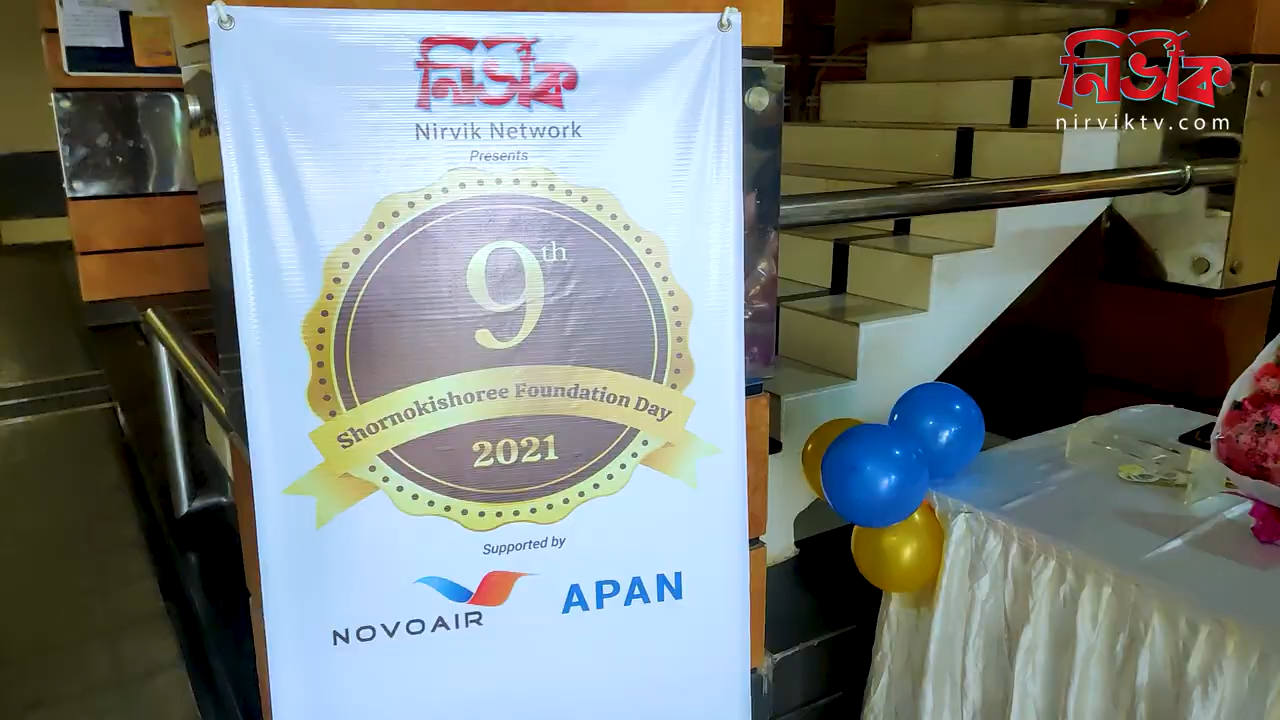 নির্ভীক
Nirvik Network
Presents
9th
Shornokishoree Foundation Day
2021
Supported by
NOVOAIR
APAN
নির্ভীক
nirviktv.com